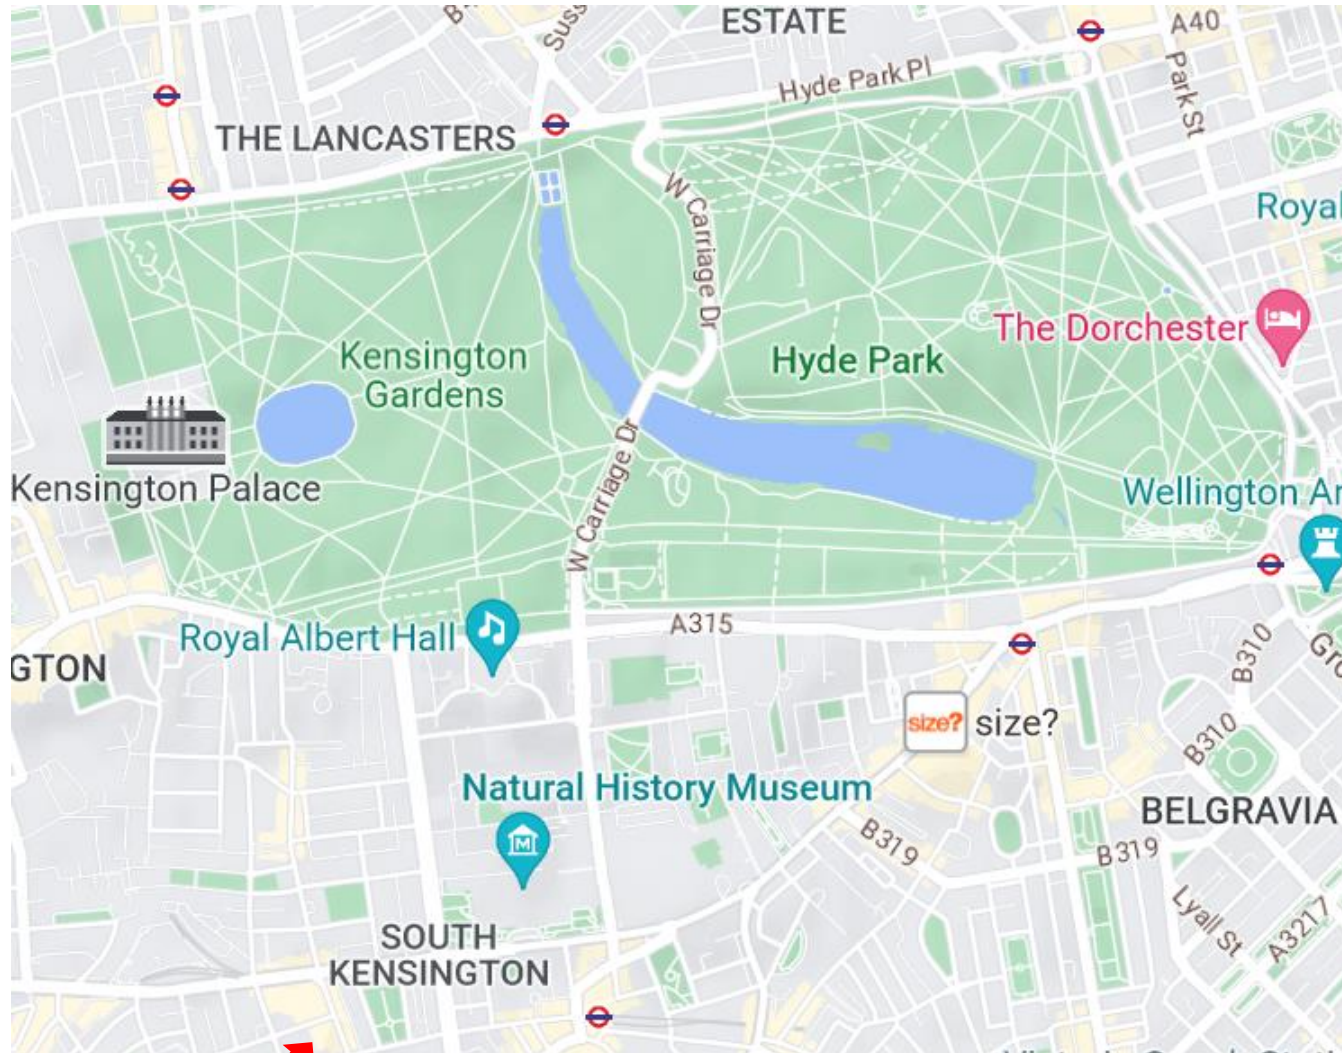 ESTATE
A40
Suss
Hyde Park Pl
Park St
THE LANCASTERS
W Carriage Dr
Royal
The Dorchester
Kensington
Gardens
Hyde Park
Kensington Palace
W Carriage Dr
Wellington Ar
Royal Albert Hall
A315
GTON
B310
Gro
size?
size?
B310
Natural History Museum
M
BELGRAVIA
B319
B319
Lyall St
A3217
SOUTH
KENSINGTON